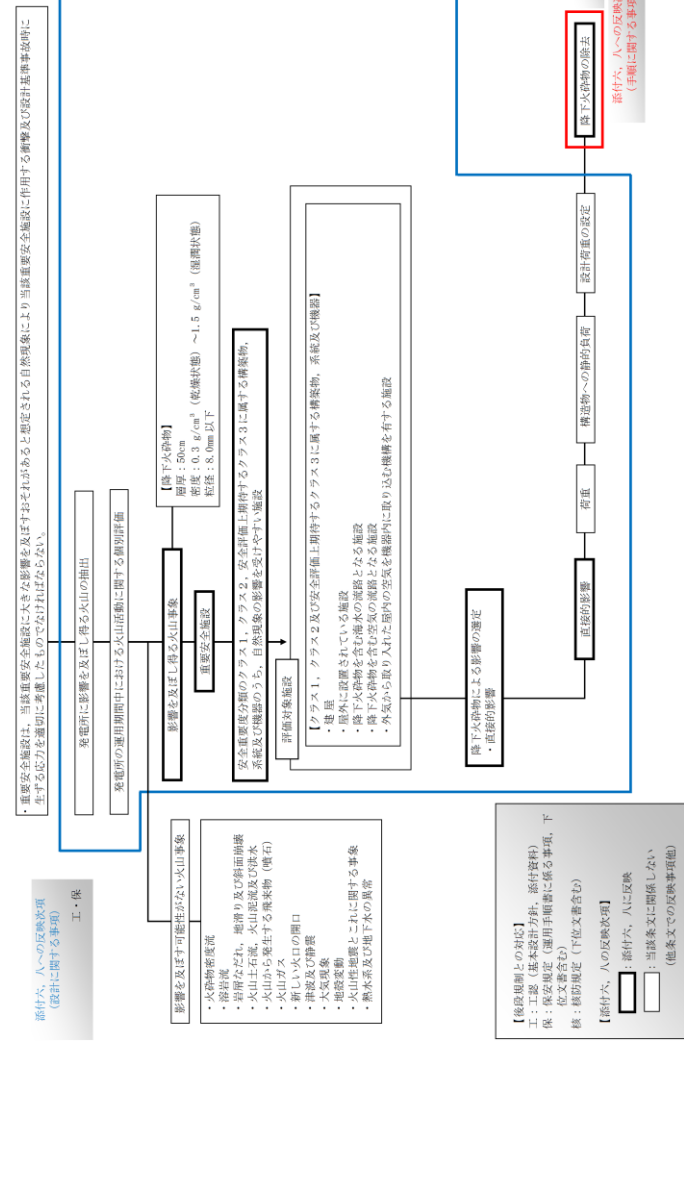 ・重要安全施設は，当該重要安全施設に大きな影響を及ぼすおそれがあると想定される自然現象により当該重要安全施設に作用する衝撃及び設計基準事故時に
生ずる応力を適切に考慮したものでなければならない。
添付六，八への反映次項
（設計に関する事項）
工・保
発電所に影響を及ぼし得る火山の抽出
発電所の運用期間中における火山活動に関する個別評価
影響を及ぼす可能性がない火山事象
・火砕物密度流
・溶岩流
・岩屑なだれ，地滑り及び斜面崩壊
・火山土石流，火山泥流及び洪水
・火山から発生する飛来物（噴石）
・火山ガス
・新しい火口の開口
・津波及び静震
・大気現象
・地殻変動
・火山性地震とこれに関する事象
・熱水系及び地下水の異常
影響を及ぼし得る火山事象
【降下火砕物】
層厚：50cm
密度：0.3 g/cm³（乾燥状態）～1.5 g/cm³（湿潤状態）
粒径：8.0mm 以下
重要安全施設
安全重要度分類のクラス1，クラス2，安全評価上期待するクラス3に属する構築物，
系統及び機器のうち，自然現象の影響を受けやすい施設
評価対象施設
【クラス1，クラス2及び安全評価上期待するクラス3に属する構築物，系統及び機器】
・建屋
・屋外に設置されている施設
・降下火砕物を含む海水の流路となる施設
・降下火砕物を含む空気の流路となる施設
・外気から取り入れた屋内の空気を機器内に取り込む機構を有する施設
降下火砕物による影響の選定
・直接的影響
直接的影響
荷重
構造物への静的負荷
設計荷重の設定
降下火砕物の除去
添付六，八への反映
（手順に関する事項
【後段規制との対応】
工：工認（基本設計方針，添付資料）
保：保安規定（運用手順書に係る事項，下
位文書含む）
核：核防規定（下位文書含む）
【添付六，八の反映次項】
：添付六，八に反映
：当該条文に関係しない
（他条文での反映事項他）